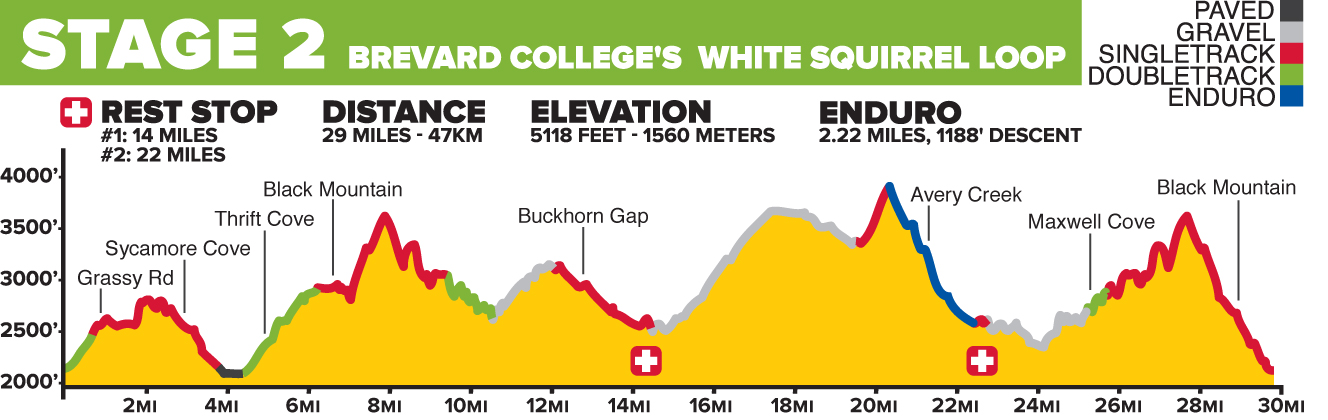 STAGE 2 BREVARD COLLEGE'S WHITE SQUIRREL LOOP
PAVED
GRAVEL
SINGLETRACK
DOUBLETRACK
ENDURO
REST STOP
#1: 14 MILES
#2: 22 MILES
DISTANCE
29 MILES - 47KM
ELEVATION
5118 FEET - 1560 METERS
ENDURO
2.22 MILES, 1188' DESCENT
4000'
3500'
3000'
2500'
2000'
Grassy Rd
Sycamore Cove
Thrift Cove
Black Mountain
Buckhorn Gap
Avery Creek
Maxwell Cove
Black Mountain
2MI 4MI 6MI 8MI 10MI 12MI 14MI 16MI 18MI 20MI 22MI 24MI 26MI 28MI 30MI